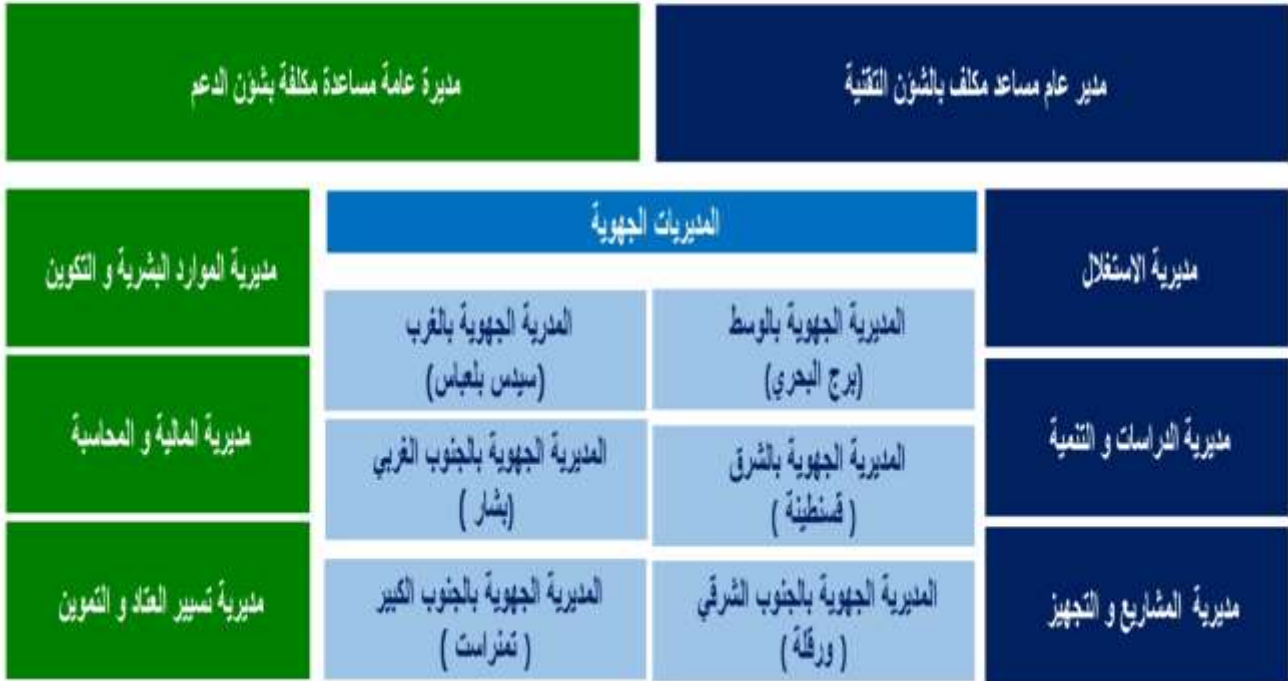 مدير عام مساعد مكلف بالشؤن التقنية
مديرة عامة مساعدة مكلفة بشؤن الدعم
المديريات الجهوية
مديرية الاستغلال
مديرية الدراسات و التنمية
مديرية المشاريع و التجهيز
المديرية الجهوية بالوسط
(برج البحري)
المدرية الجهوية بالغرب
(سيدس بلعباس)
المديرية الجهوية بالشرق
( قسنطينة )
المديرية الجهوية بالجنوب الغربي
(بشار )
المديرية الجهوية بالجنوب الشرقي
( ورقلة )
المديرية الجهوية بالجنوب الكبير
( تمنراست )
مديرية الموارد البشرية و التكوين
مديرية المالية و المحاسبة
مديرية تسيير العتاد و التموين